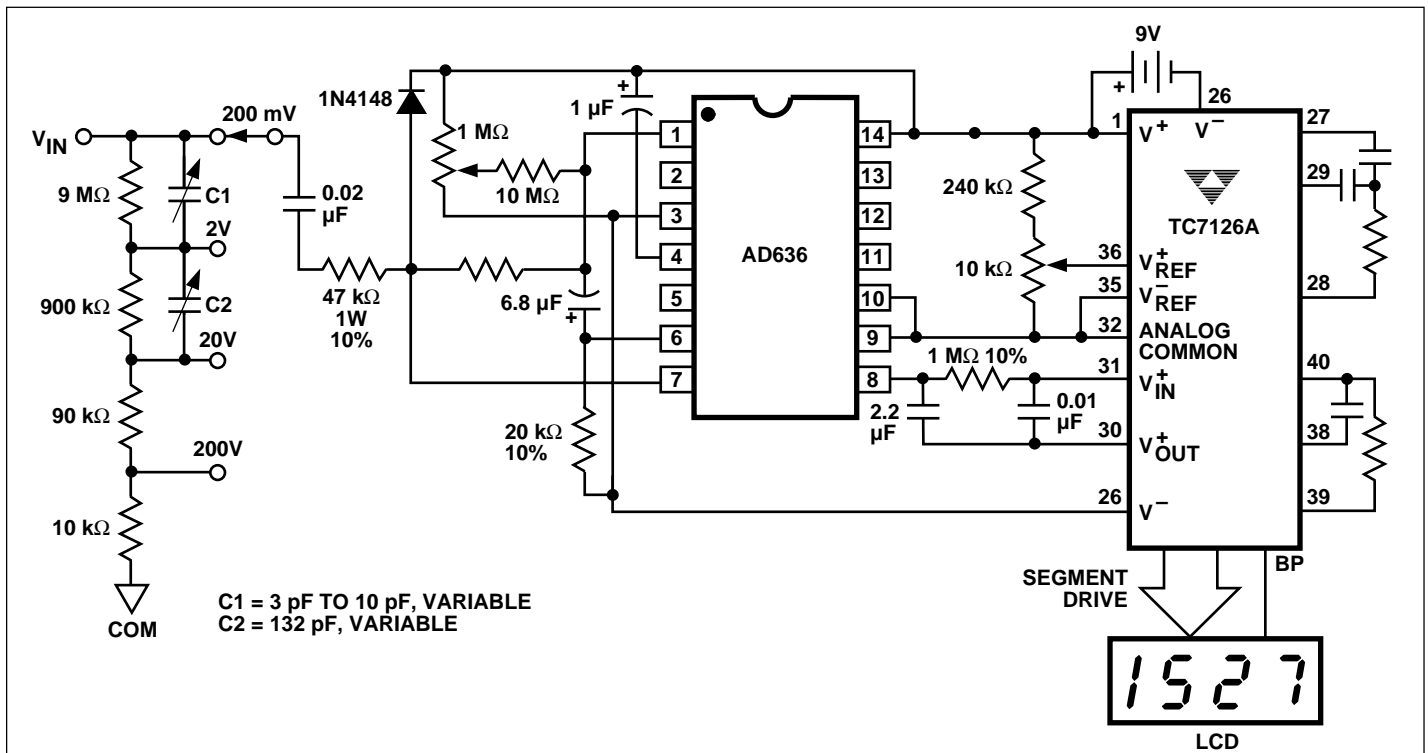 9V
1N4148
1 µF
26
V–
1
V+
27
200 mV
VIN
1 MΩ
10 MΩ
1
2
3
4
5
6
7
14
13
12
11
10
9
8
AD636
9 MΩ
C1
0.02
µF
2V
900 kΩ
C2
20V
47 kΩ
1W
10%
6.8 µF
20 kΩ
10%
90 kΩ
200V
10 kΩ
COM
240 kΩ
10 kΩ
29
TC7126A
36
V+REF
35
V–REF
28
32
ANALOG
COMMON
1 MΩ 10%
31
V+IN
40
2.2
µF
0.01
µF
30
V+OUT
38
26
V–
39
BP
SEGMENT
DRIVE
C1 = 3 pF TO 10 pF, VARIABLE
C2 = 132 pF, VARIABLE
1527
LCD